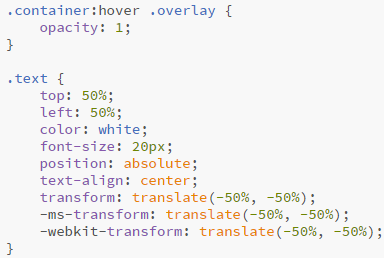 .container:hover .overlay {
    opacity: 1;
}

.text {
    top: 50%;
    left: 50%;
    color: white;
    font-size: 20px;
    position: absolute;
    text-align: center;
    transform: translate(-50%, -50%);
    -ms-transform: translate(-50%, -50%);
    -webkit-transform: translate(-50%, -50%);
}